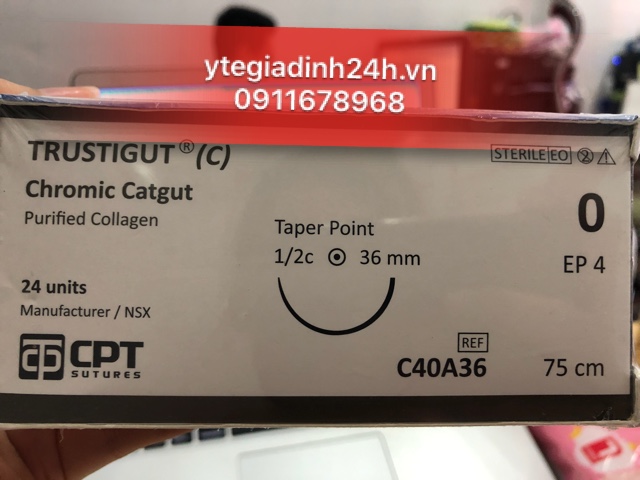 ytegiadinh24h.vn
0911678968
TRUSTIGUT® (C)
STERILE EO
Chromic Catgut
Purified Collagen
0
EP 4
Taper Point
1/2c 36 mm
24 units
Manufacturer / NSX
CPT
SUTURES
REF
C40A36
75 cm